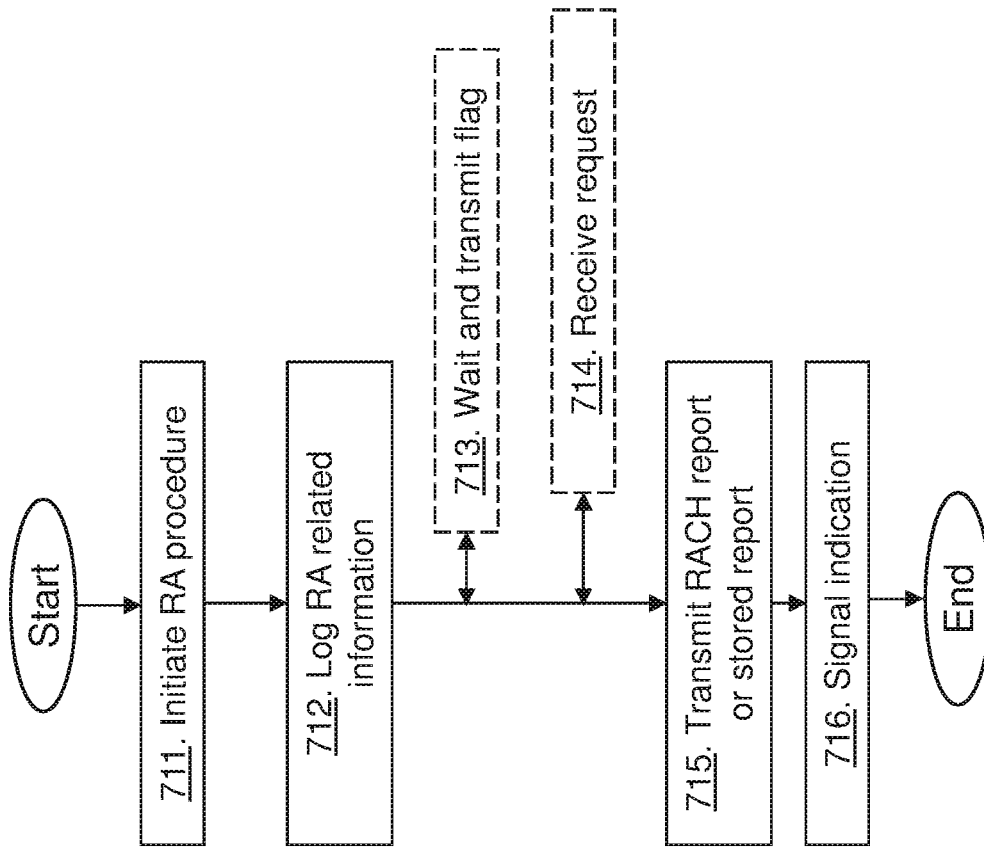 Start
711. Initiate RA procedure
712. Log RA related
information
713. Wait and transmit flag
714. Receive request
715. Transmit RACH report
or stored report
716. Signal indication
End